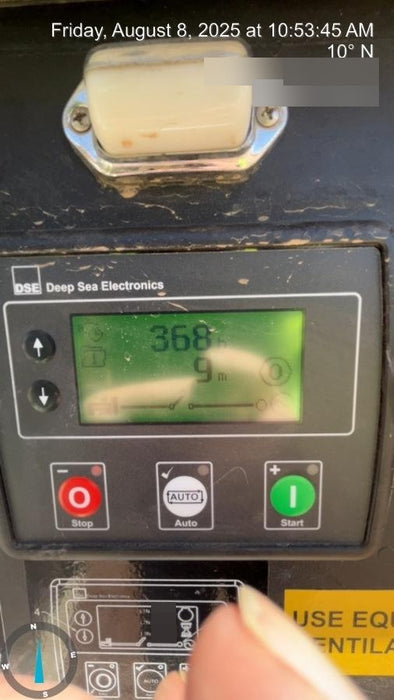 Friday, August 8, 2025 at 10:53:45 AM
10° N
DSE Deep Sea Electronics
368 h
9 m
− O Stop
✓ AUTO Auto
+ I Start
AUTO
USE EQU
ENTILA
N
W E
S